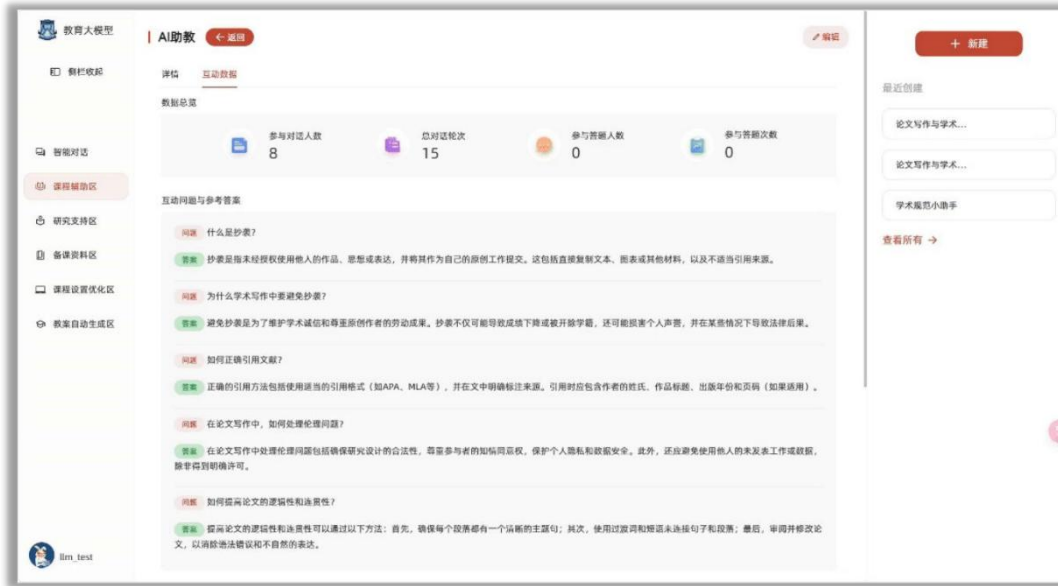 教育大模型
侧栏收起
智能对话
课程辅助区
研究支持区
备课资料区
课程设置优化区
教案自动生成区
llm_test
AI助教 ← 返回
编辑
详情 互动数据
数据总览
参与对话人数
8
总对话轮次
15
参与答题人数
0
参与答题次数
0
互动问题与参考答案
问题 什么是抄袭?
答案 抄袭是指未经授权使用他人的作品、思想或表达，并将其作为自己的原创工作提交。这包括直接复制文本、图表或其他材料，以及不适当引用来源。
问题 为什么学术写作中要避免抄袭?
答案 避免抄袭是为了维护学术诚信和尊重原创作者的劳动成果。抄袭不仅可能导致成绩下降或被开除学籍，还可能损害个人声誉，并在某些情况下导致法律后果。
问题 如何正确引用文献?
答案 正确的引用方法包括使用适当的引用格式（如APA、MLA等），并在文中明确标注来源。引用时应包含作者的姓氏、作品标题、出版年份和页码（如果适用）。
问题 在论文写作中，如何处理伦理问题?
答案 在论文写作中处理伦理问题包括确保研究设计的合法性，尊重参与者的知情同意权，保护个人隐私和数据安全。此外，还应避免使用他人的未发表工作或数据，
除非得到明确许可。
问题 如何提高论文的逻辑性和连贯性?
答案 提高论文的逻辑性和连贯性可以通过以下方法：首先，确保每个段落都有一个清晰的主题句；其次，使用过渡词和短语来连接句子和段落；最后，审阅并修改论
文，以消除语法错误和不自然的表达。
+ 新建
最近创建
论文写作与学术...
论文写作与学术...
学术规范小助手
查看所有 →